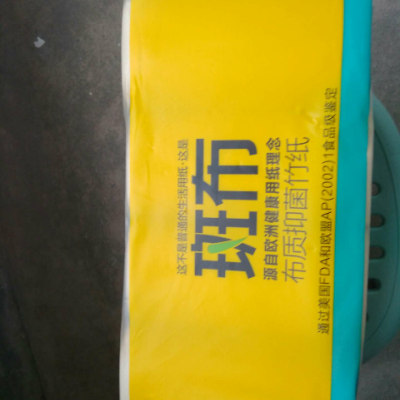 这不是普通的生活用纸·这是
斑布
源自欧洲健康用纸理念
布质抑菌竹纸
通过美国FDA和欧盟AP(2002)1食品级鉴定